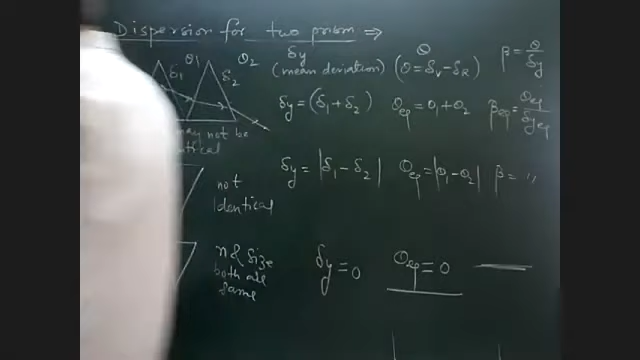 Dispersion for two prism ⇒
θ1 θ2 δy θ
δ1 δ2 (mean deviation) (θ = δv − δR) β = θ/δy
δy = (δ1 + δ2) θeq = θ1 + θ2 βeq = θeq/δyeq
may not be
δy = |δ1 − δ2| θeq = |θ1 − θ2| β = "
not
identical
n & size
both are
same
δy = 0 θeq = 0